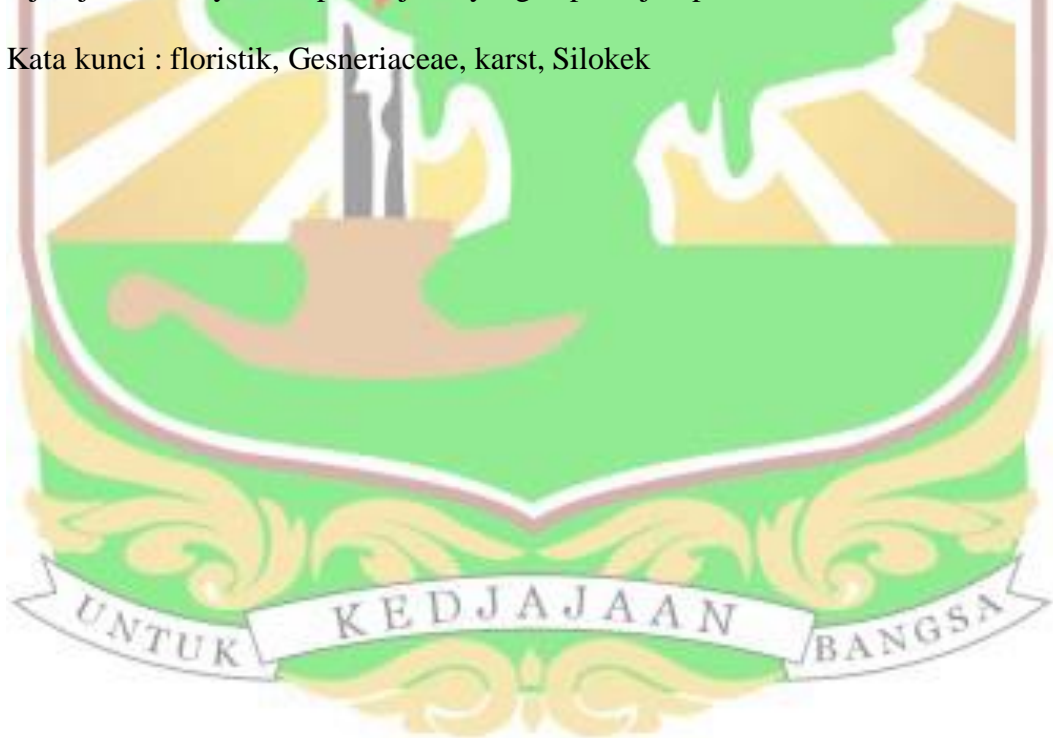 Kata kunci : floristik, Gesneriaceae, karst, Silokek
UNTUK KEDJAJAAN BANGSA